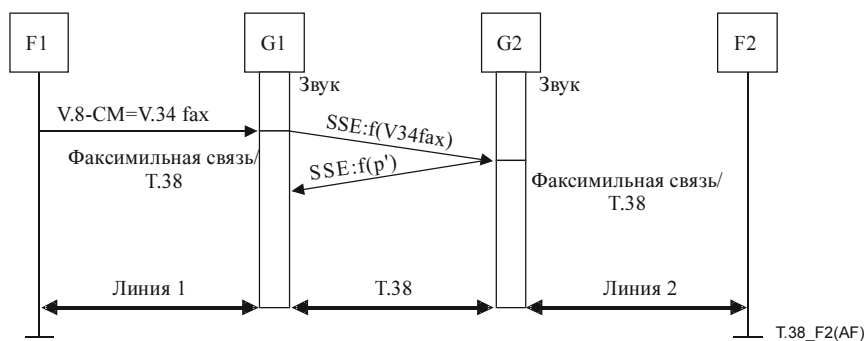 F1
G1
G2
F2
Звук
Звук
V.8-CM=V.34 fax
SSE:f(V34fax)
SSE:f(p')
Факсимильная связь/
T.38
Факсимильная связь/
T.38
Линия 1
T.38
Линия 2
T.38_F2(AF)